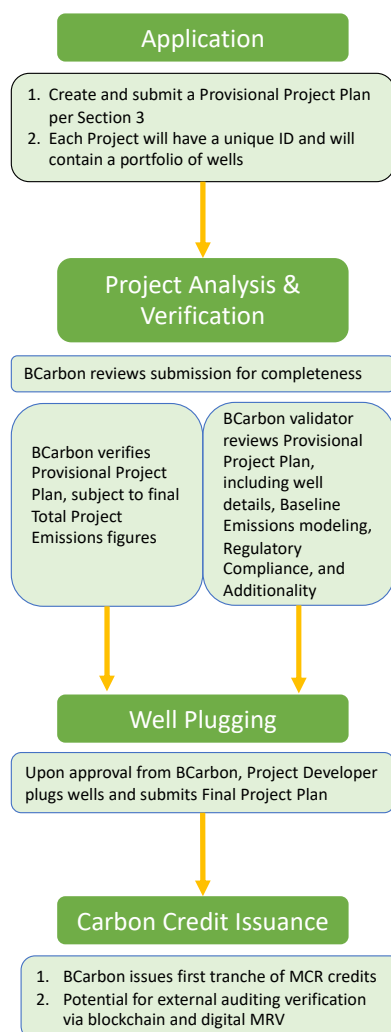 Application
1. Create and submit a Provisional Project Plan
per Section 3
2. Each Project will have a unique ID and will
contain a portfolio of wells
Project Analysis &
Verification
BCarbon reviews submission for completeness
BCarbon verifies
Provisional Project
Plan, subject to final
Total Project
Emissions figures
BCarbon validator
reviews Provisional
Project Plan,
including well
details, Baseline
Emissions modeling,
Regulatory
Compliance, and
Additionality
Well Plugging
Upon approval from BCarbon, Project Developer
plugs wells and submits Final Project Plan
Carbon Credit Issuance
1. BCarbon issues first tranche of MCR credits
2. Potential for external auditing verification
via blockchain and digital MRV